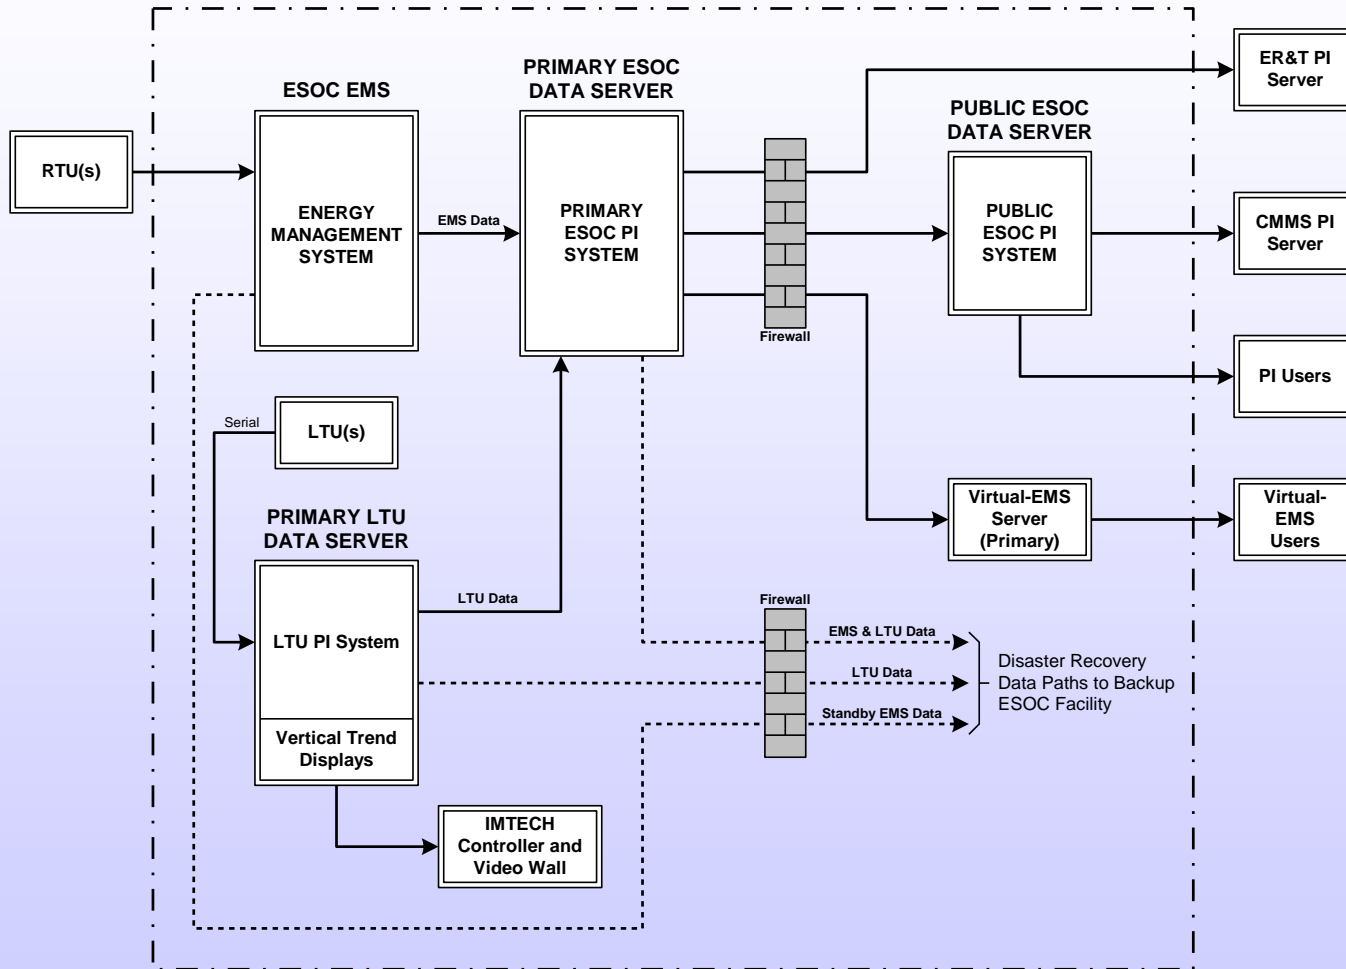 ESOC EMS
PRIMARY ESOC
DATA SERVER
PUBLIC ESOC
DATA SERVER
ER&T PI
Server
RTU(s)
ENERGY
MANAGEMENT
SYSTEM
EMS Data
PRIMARY
ESOC PI
SYSTEM
Firewall
PUBLIC
ESOC PI
SYSTEM
CMMS PI
Server
PI Users
Serial
LTU(s)
PRIMARY LTU
DATA SERVER
Virtual-EMS
Server
(Primary)
Virtual-
EMS
Users
LTU PI System
LTU Data
Vertical Trend
Displays
Firewall
EMS & LTU Data
LTU Data
Standby EMS Data
Disaster Recovery
Data Paths to Backup
ESOC Facility
IMTECH
Controller and
Video Wall